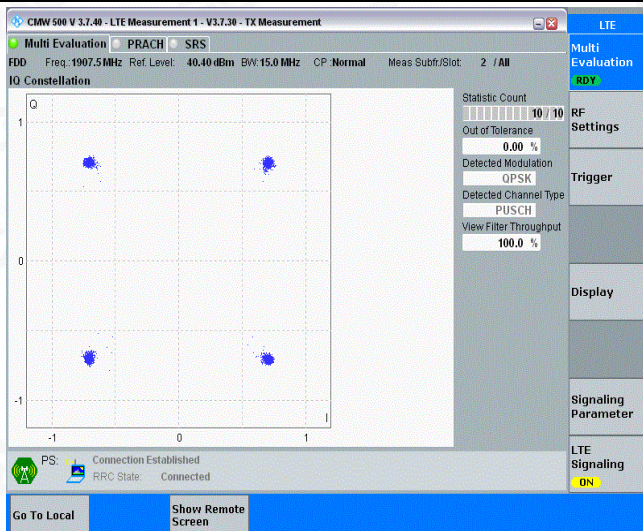 CMW 500 V 3.7.40 - LTE Measurement 1 - V3.7.30 - TX Measurement
LTE
Multi Evaluation PRACH SRS
FDD Freq.: 1907.5 MHz Ref. Level: 40.40 dBm BW: 15.0 MHz CP :Normal Meas Subfr./Slot: 2 / All
IQ Constellation
Q
1
0
-1
-1 0 1
I
Statistic Count
10 / 10
Out of Tolerance
0.00 %
Detected Modulation
QPSK
Detected Channel Type
PUSCH
View Filter Throughput
100.0 %
Multi
Evaluation
RDY
RF
Settings
Trigger
Display
Signaling
Parameter
LTE
Signaling
ON
PS: Connection Established
RRC State: Connected
Go To Local
Show Remote
Screen